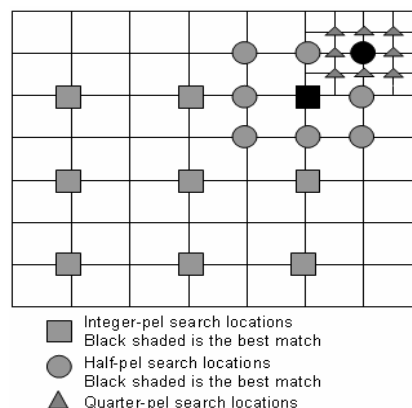 Integer-pel search locations
Black shaded is the best match
Half-pel search locations
Black shaded is the best match
Quarter-pel search locations